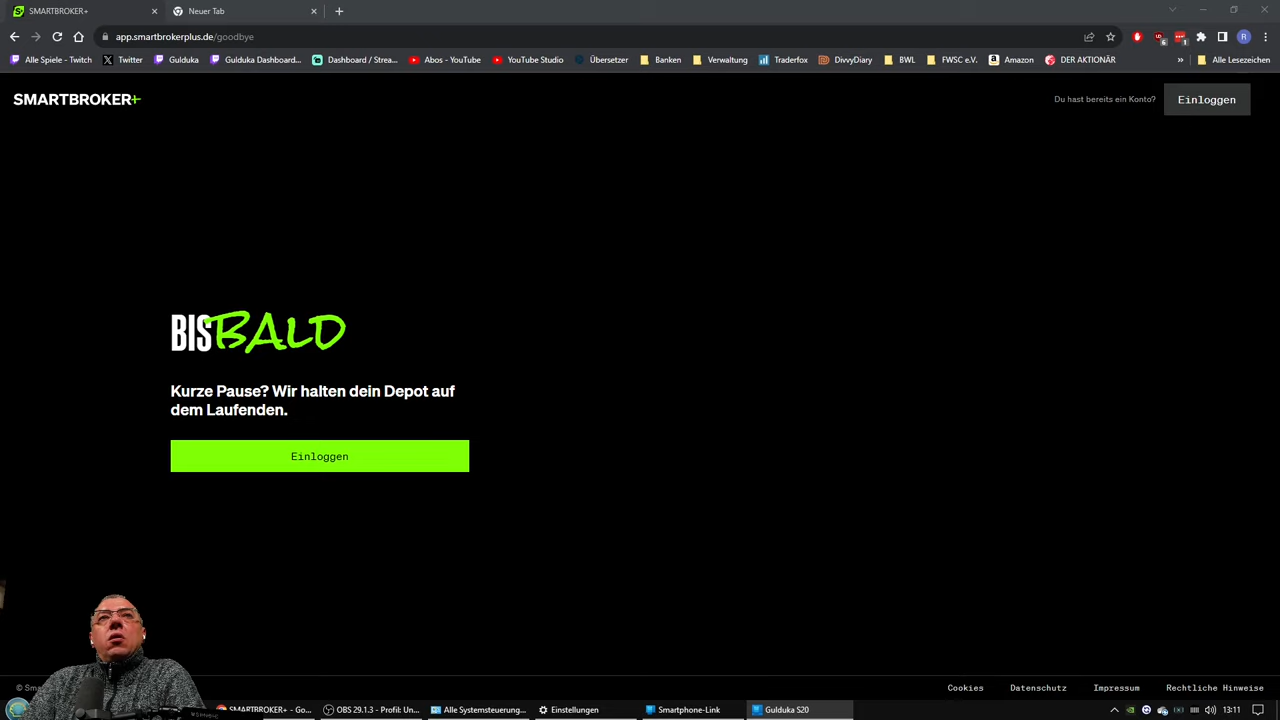 SMARTBROKER+
Neuer Tab
app.smartbrokerplus.de/goodbye
Alle Spiele - Twitch
Twitter
Gulduka
Gulduka Dashboard...
Dashboard / Strea...
Abos - YouTube
YouTube Studio
Übersetzer
Banken
Verwaltung
Traderfox
DivvyDiary
BWL
FWSC e.V.
Amazon
DER AKTIONÄR
»
Alle Lesezeichen
SMARTBROKER+
Du hast bereits ein Konto?
Einloggen
BIS BALD
Kurze Pause? Wir halten dein Depot auf
dem Laufenden.
Einloggen
Cookies
Datenschutz
Impressum
Rechtliche Hinweise
SMARTBROKER+ - Go...
OBS 29.1.3 - Profil: Un...
Alle Systemsteuerung...
Einstellungen
Smartphone-Link
Gulduka S20
13:11